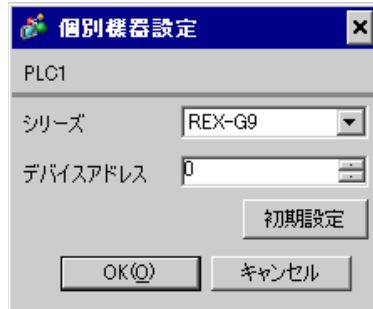 個別機器設定
PLC1
シリーズ REX-G9
デバイスアドレス 0
初期設定
OK(O) キャンセル